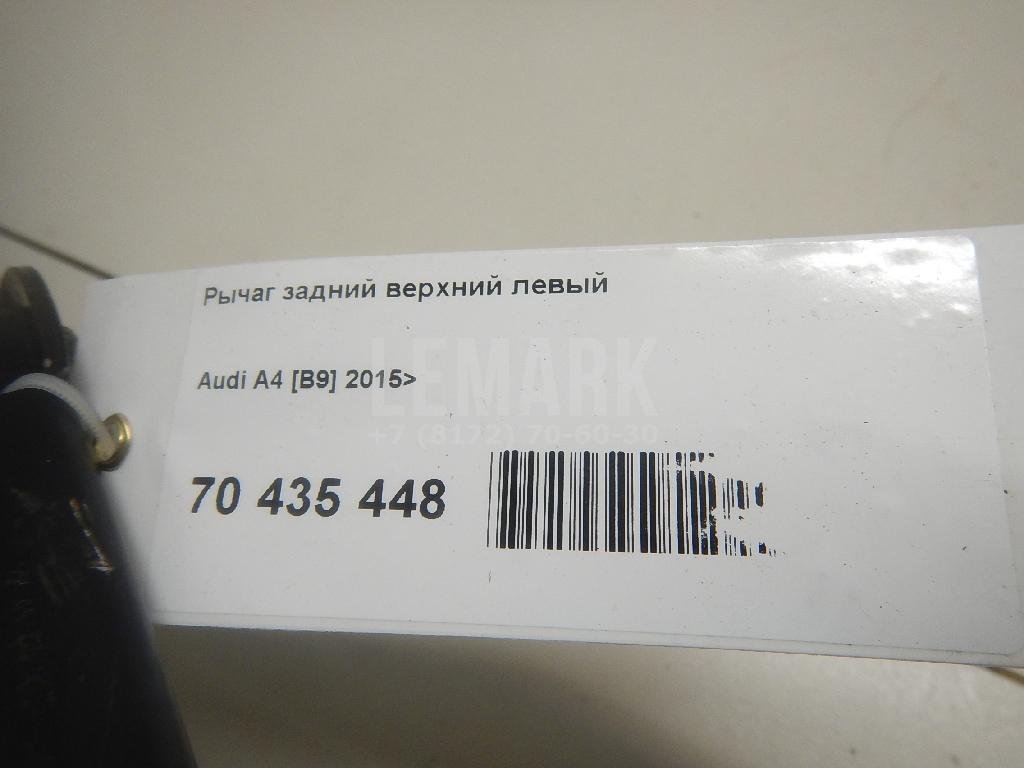 Рычаг задний верхний левый
Audi A4 [B9] 2015>
LEMARK
+7 (8172) 70-60-30
70 435 448